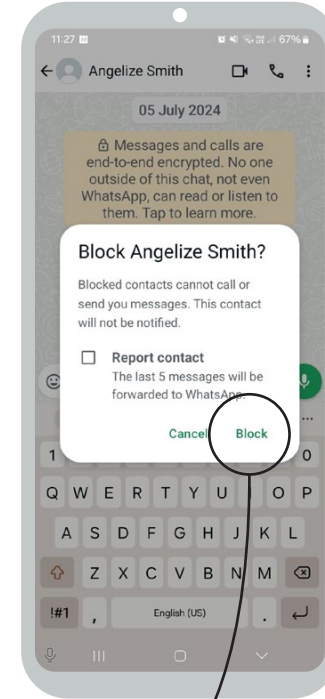 11:27
67%
Angelize Smith
05 July 2024
Messages and calls are
end-to-end encrypted. No one
outside of this chat, not even
WhatsApp, can read or listen to
them. Tap to learn more.
Block Angelize Smith?
Blocked contacts cannot call or
send you messages. This contact
will not be notified.
Report contact
The last 5 messages will be
forwarded to WhatsApp.
Cancel Block
1 0
Q W E R T Y U O P
A S D F G H J K L
Z X C V B N M
!#1 , English (US) .